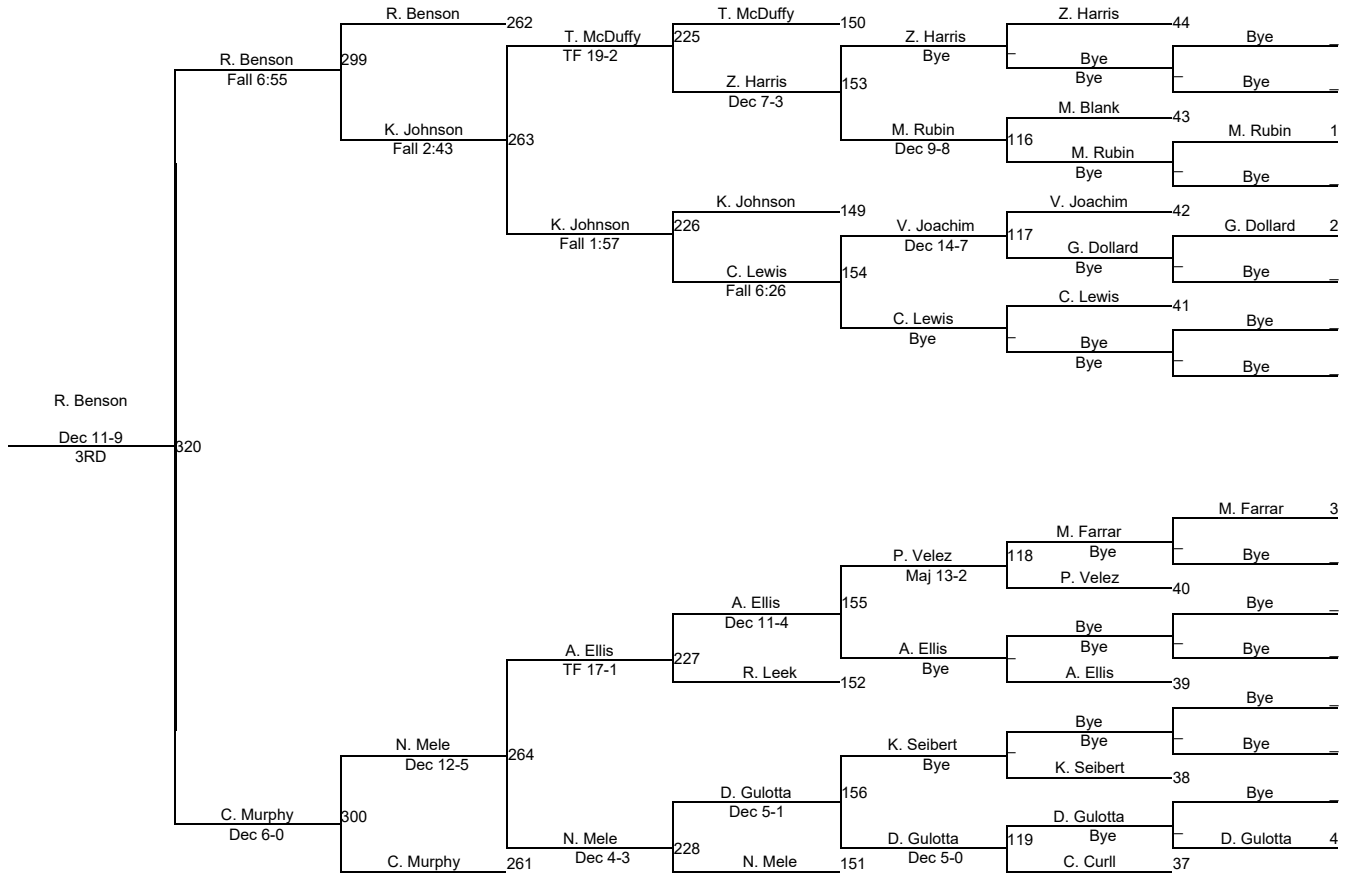 R. Benson 262 T. McDuffy 150 Z. Harris 44
T. McDuffy 225 Z. Harris Bye _
R. Benson 299 TF 19-2 Bye _ Bye
Fall 6:55 Z. Harris 153 Bye _ Bye _
Dec 7-3
M. Blank 43
K. Johnson 263 M. Rubin 116 M. Rubin 1
Fall 2:43 Dec 9-8 M. Rubin
Bye _ Bye _
K. Johnson 149 V. Joachim 42
K. Johnson 226 V. Joachim 117 G. Dollard 2
Fall 1:57 Dec 14-7 G. Dollard
C. Lewis 154 Bye _ Bye _
Fall 6:26
C. Lewis 41
C. Lewis Bye _
Bye _ Bye
Bye _ Bye _
R. Benson
Dec 11-9 320
3RD
M. Farrar 3
M. Farrar
P. Velez 118 Bye _ Bye _
Maj 13-2 P. Velez 40
A. Ellis 155 Bye _
Dec 11-4 Bye
A. Ellis 227 A. Ellis _ Bye _ Bye _
TF 17-1 R. Leek 152 Bye A. Ellis 39
Bye _
Bye
N. Mele 264 K. Seibert _ Bye _ Bye _
Dec 12-5 Bye K. Seibert 38
D. Gulotta 156 Bye _
Dec 5-1
C. Murphy 300 D. Gulotta
Dec 6-0 N. Mele 228 D. Gulotta 119 Bye _ D. Gulotta 4
Dec 4-3 Dec 5-0
C. Murphy 261 N. Mele 151 C. Curll 37